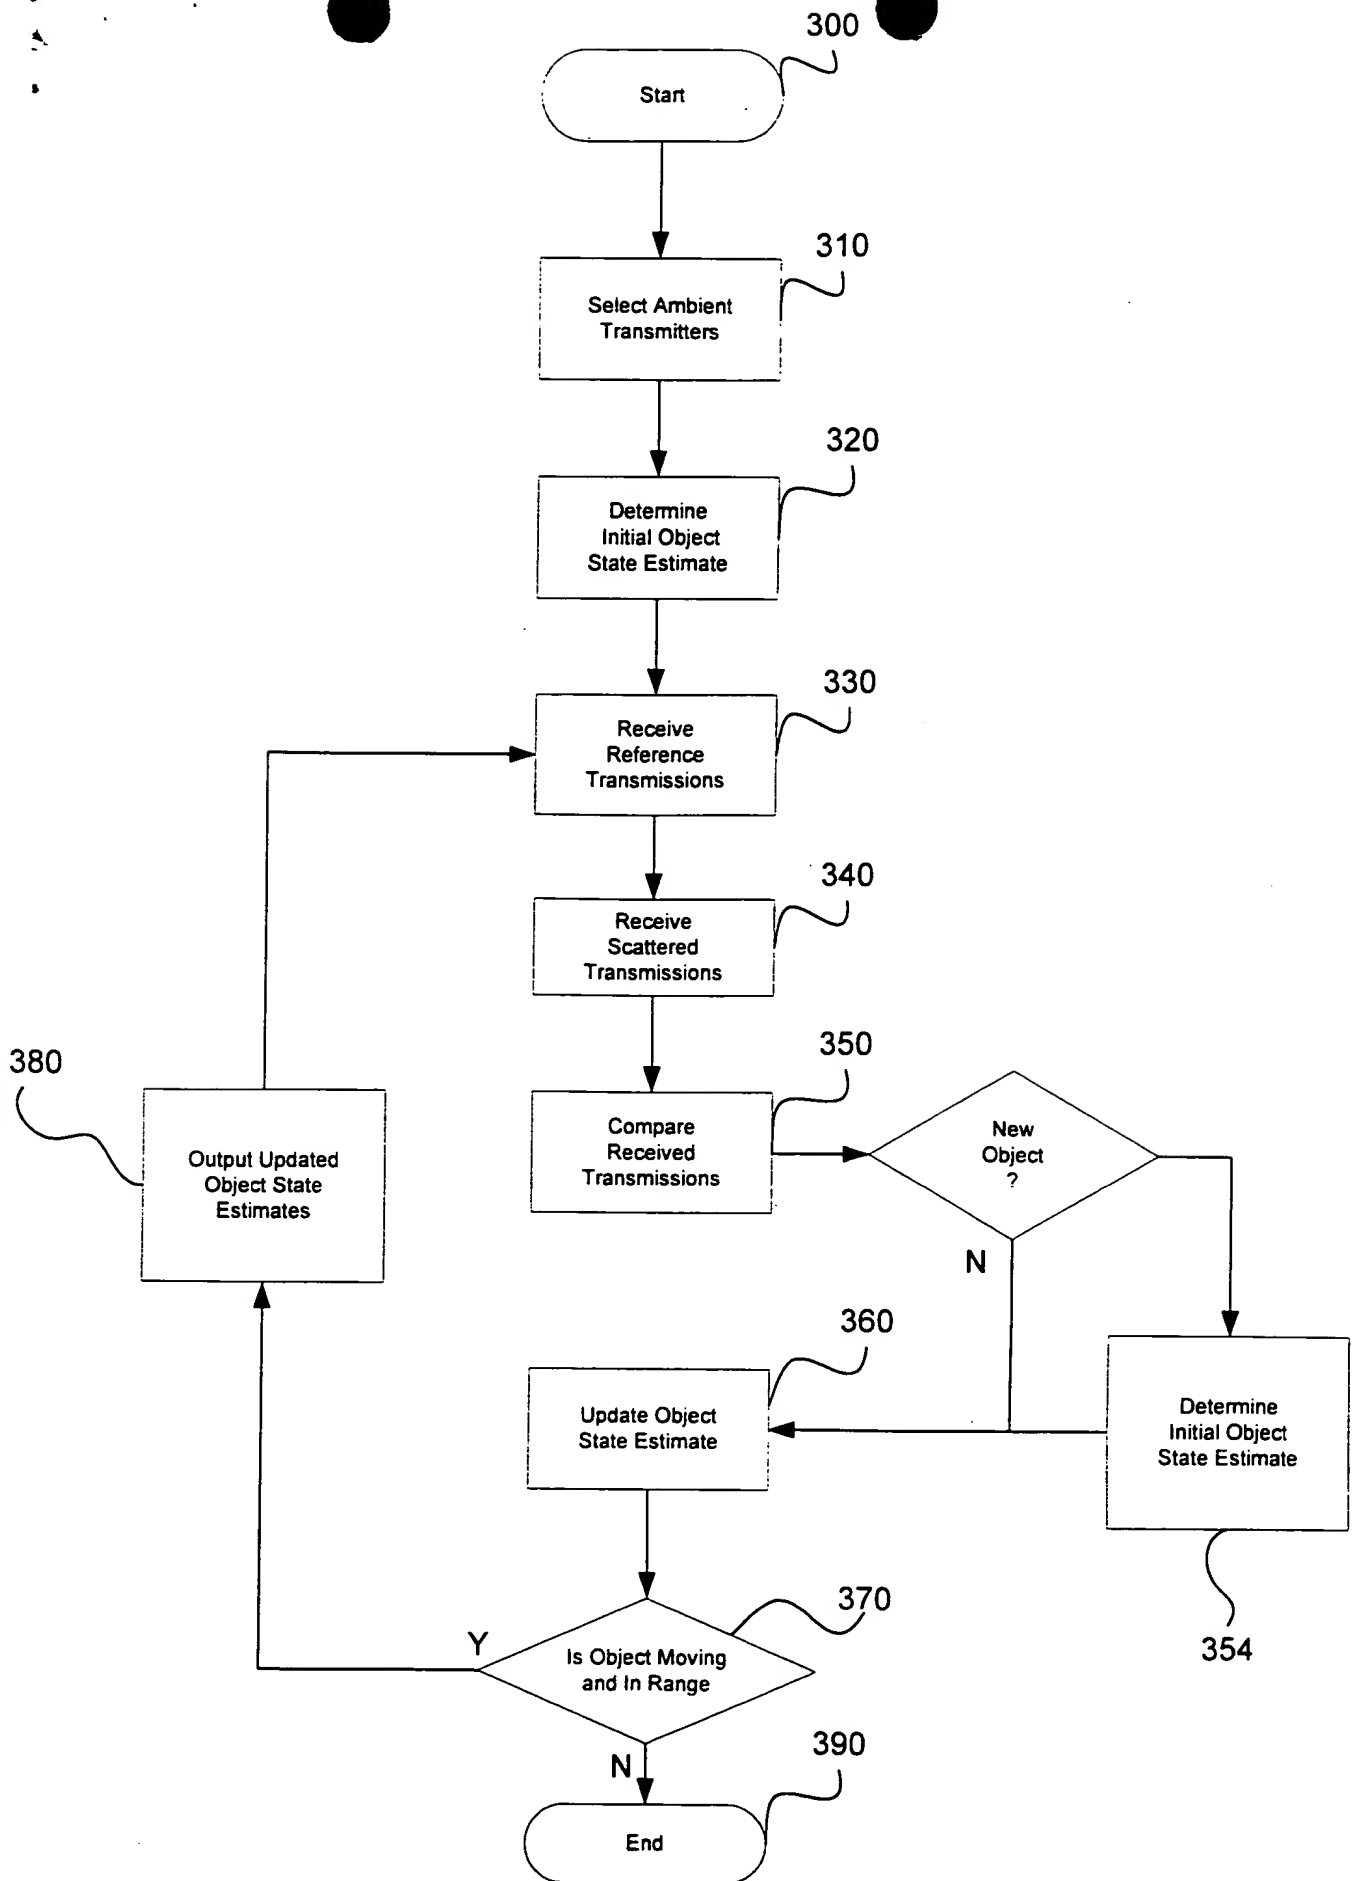 300
Start
310
Select Ambient
Transmitters
320
Determine
Initial Object
State Estimate
330
Receive
Reference
Transmissions
340
Receive
Scattered
Transmissions
350
Compare
Received
Transmissions
New
Object
?
N
380
Output Updated
Object State
Estimates
360
Update Object
State Estimate
Determine
Initial Object
State Estimate
354
370
Y
Is Object Moving
and In Range
N
390
End